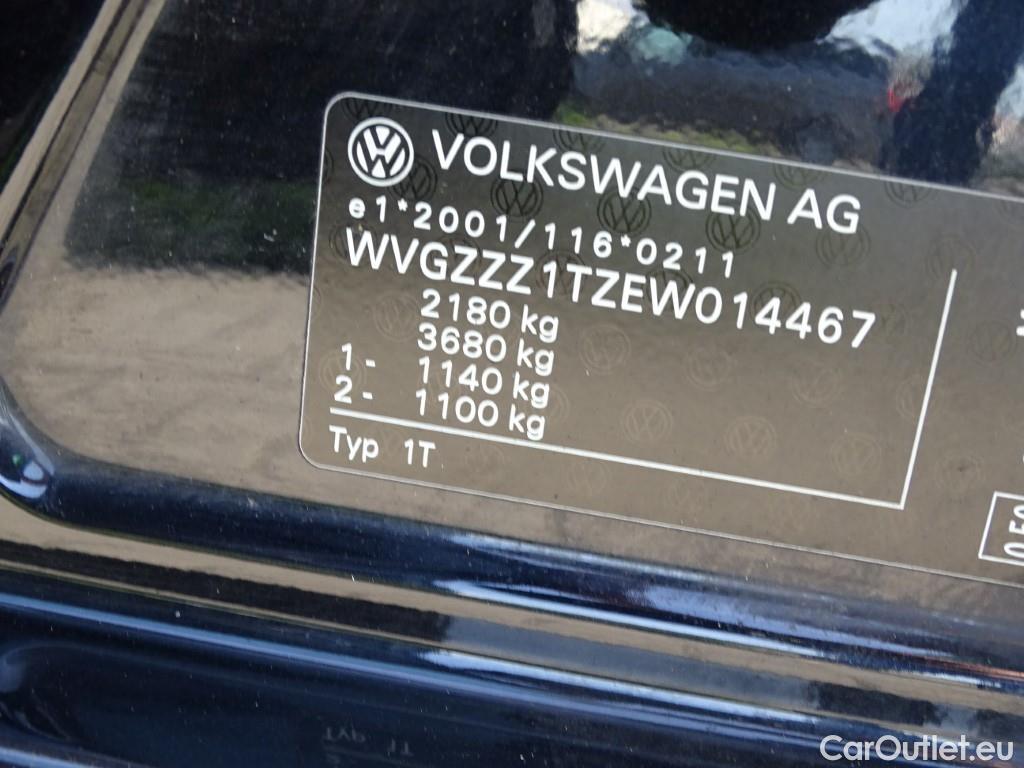 VOLKSWAGEN AG
e1*2001/116*0211
WVGZZZ1TZEW014467
2180 kg
3680 kg
1- 1140 kg
2- 1100 kg
Typ 1T
CarOutlet.eu